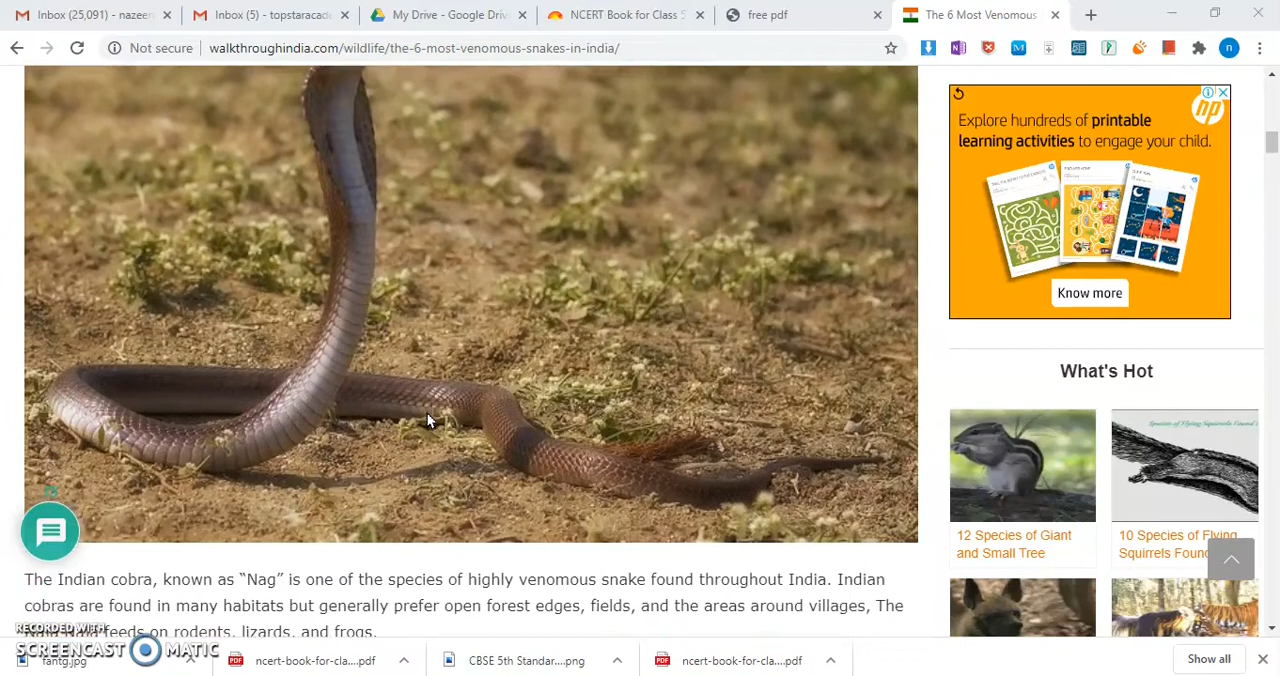 Inbox (25,091) - nazeer
Inbox (5) - topstaracade
My Drive - Google Driv
NCERT Book for Class 5
free pdf
The 6 Most Venomous
Not secure
walkthroughindia.com/wildlife/the-6-most-venomous-snakes-in-india/
n
hp
Explore hundreds of printable
learning activities to engage your child.
Know more
What's Hot
12 Species of Giant
and Small Tree
10 Species of Flying
Squirrels Foun
The Indian cobra, known as “Nag” is one of the species of highly venomous snake found throughout India. Indian
cobras are found in many habitats but generally prefer open forest edges, fields, and the areas around villages, The
feeds on rodents, lizards, and frogs.
RECORDED WITH
SCREENCAST MATIC
fantg.jpg
ncert-book-for-cla....pdf
CBSE 5th Standar....png
ncert-book-for-cla....pdf
Show all